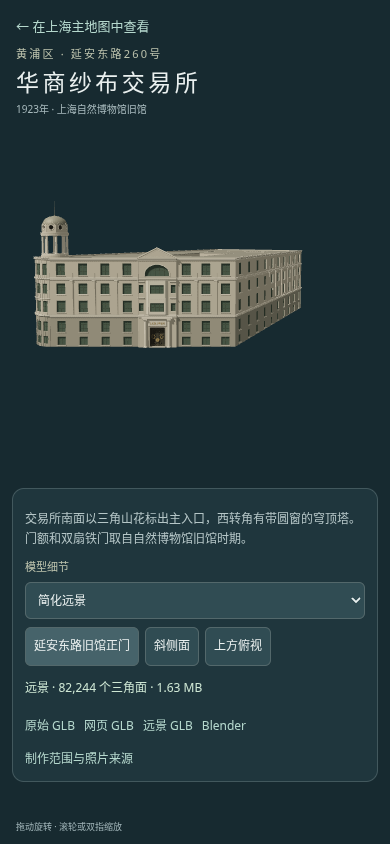 ← 在上海主地图中查看
黄浦区 · 延安东路260号
华商纱布交易所
1923年 · 上海自然博物馆旧馆
交易所南面以三角山花标出主入口，西转角有带圆窗的穹顶塔。
门额和双扇铁门取自自然博物馆旧馆时期。
模型细节
简化远景
延安东路旧馆正门 斜侧面 上方俯视
远景 · 82,244 个三角面 · 1.63 MB
原始 GLB 网页 GLB 远景 GLB Blender
制作范围与照片来源
拖动旋转 · 滚轮或双指缩放